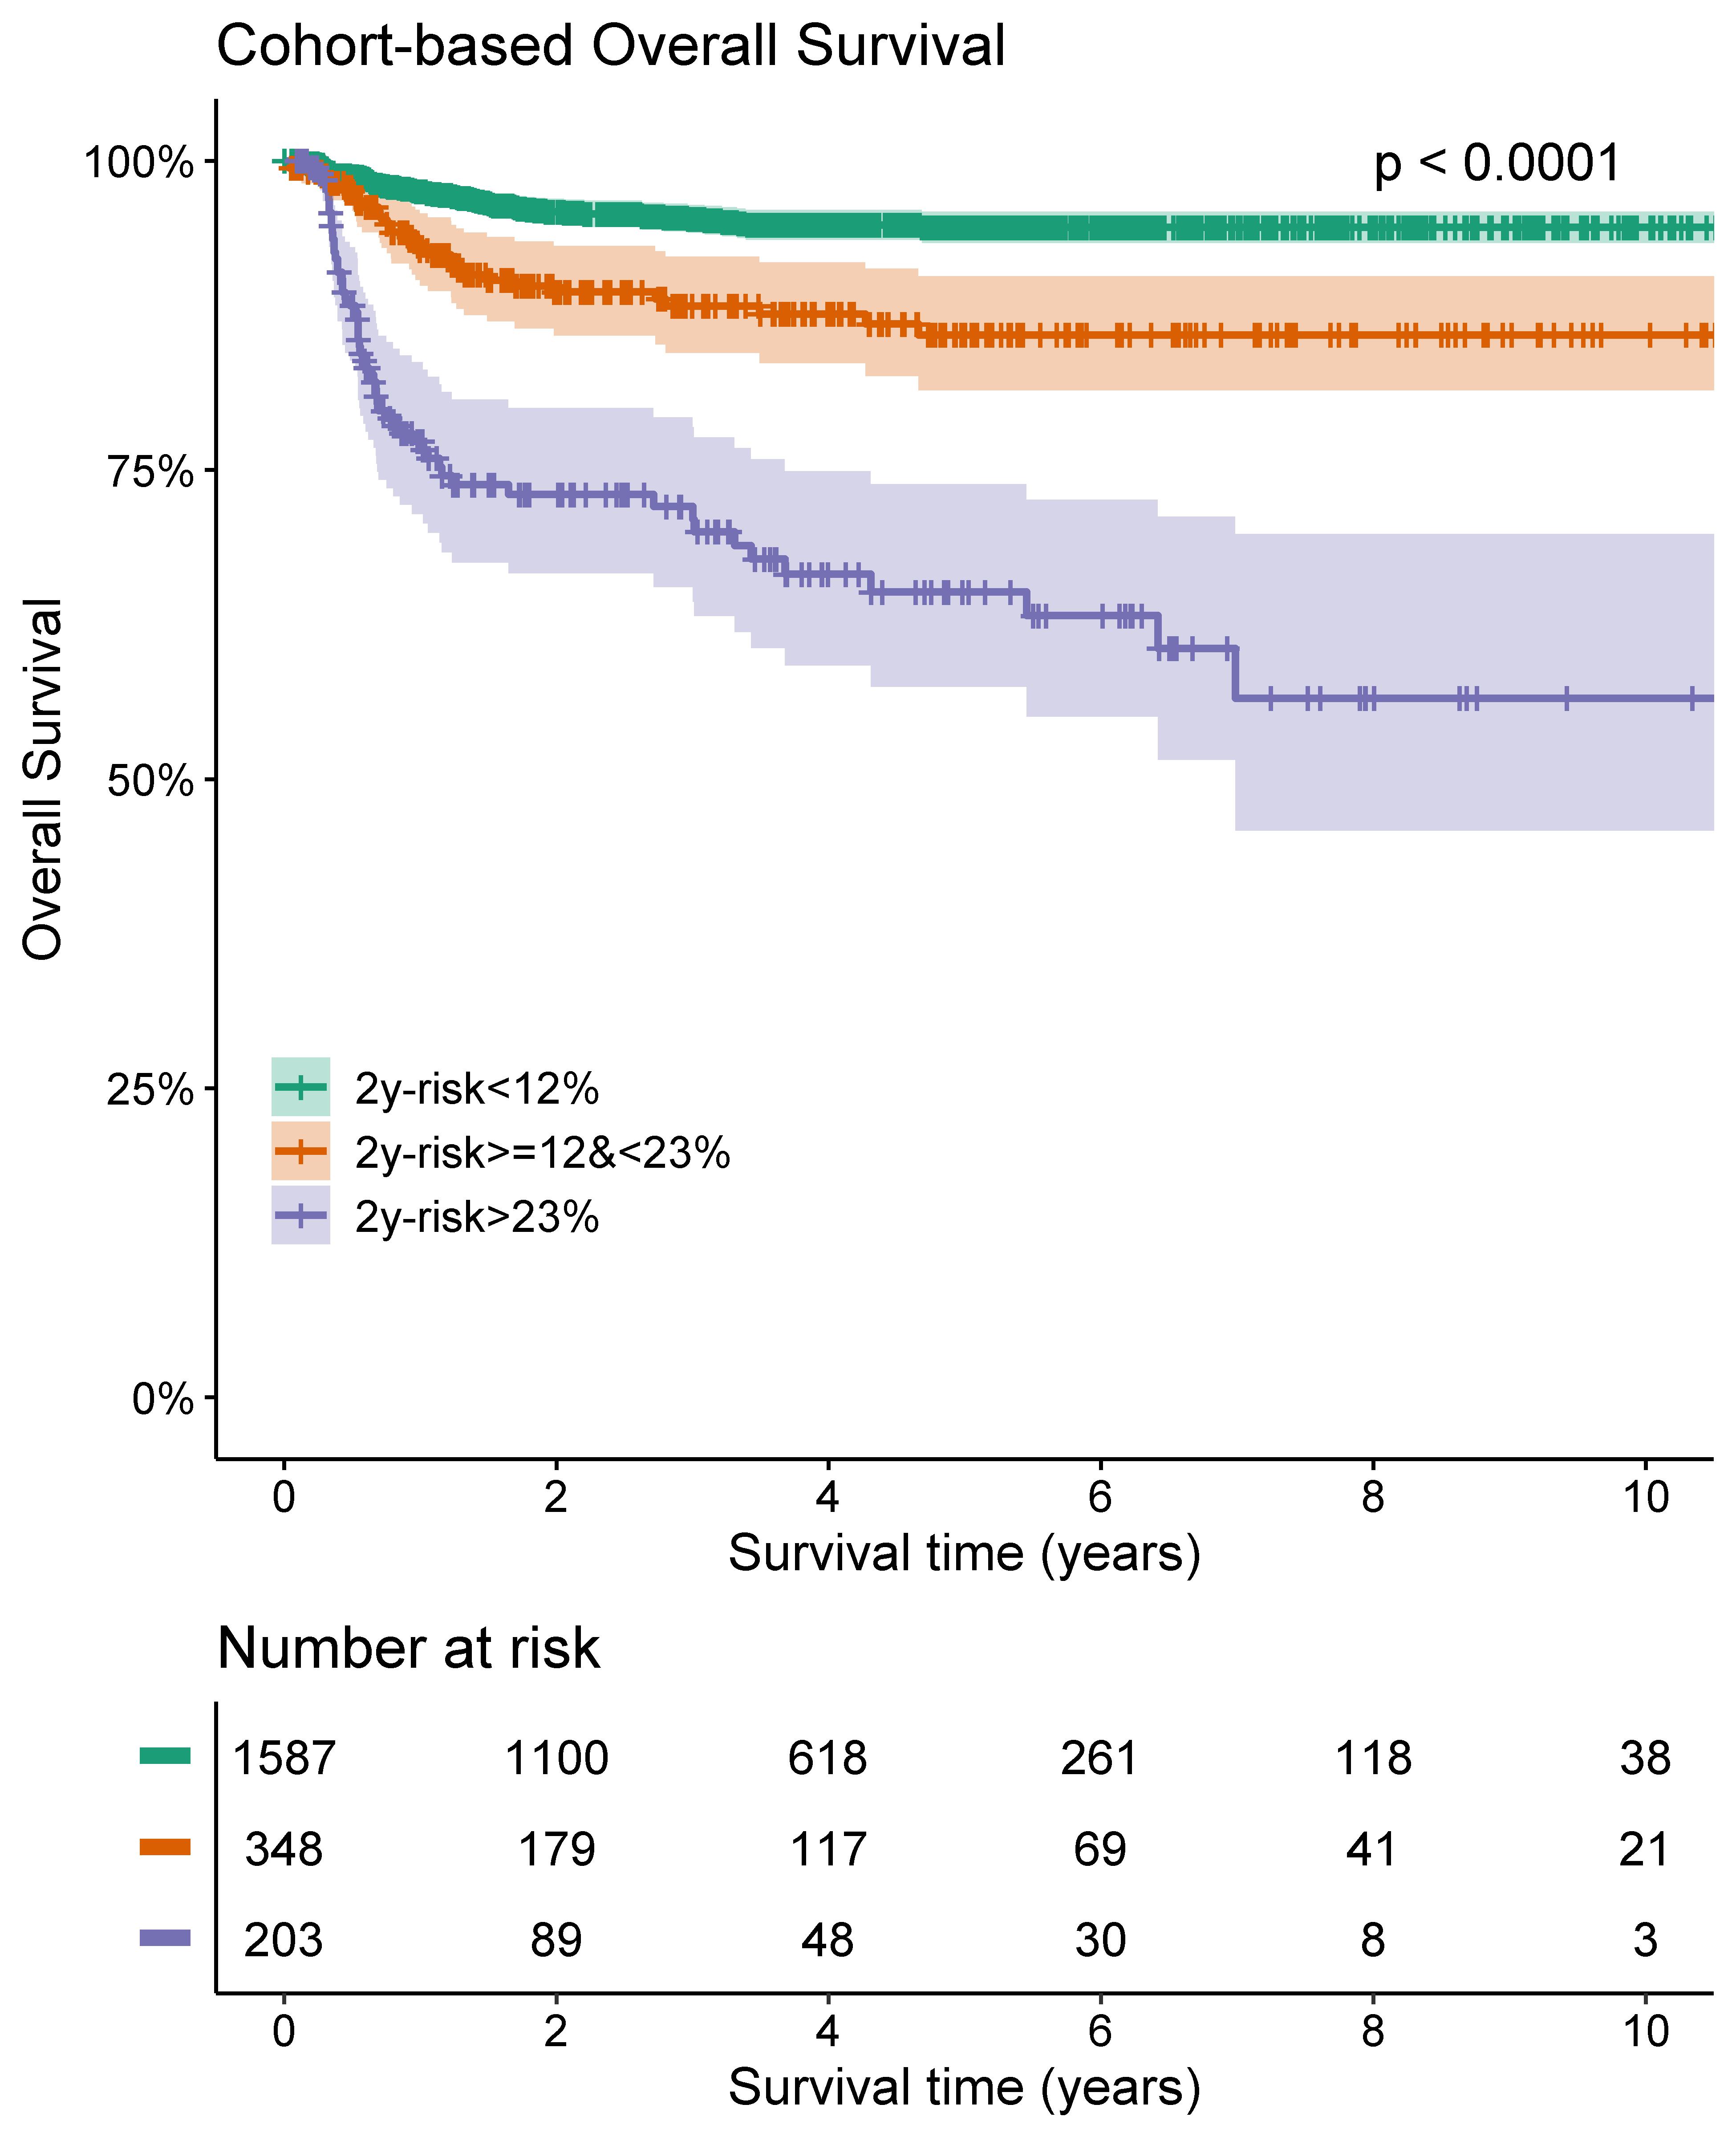 Cohort-based Overall Survival
p < 0.0001
100%
75%
50%
25%
0%
Overall Survival
2y-risk<12%
2y-risk>=12&<23%
2y-risk>23%
0 2 4 6 8 10
Survival time (years)
Number at risk
1587 1100 618 261 118 38
348 179 117 69 41 21
203 89 48 30 8 3
0 2 4 6 8 10
Survival time (years)